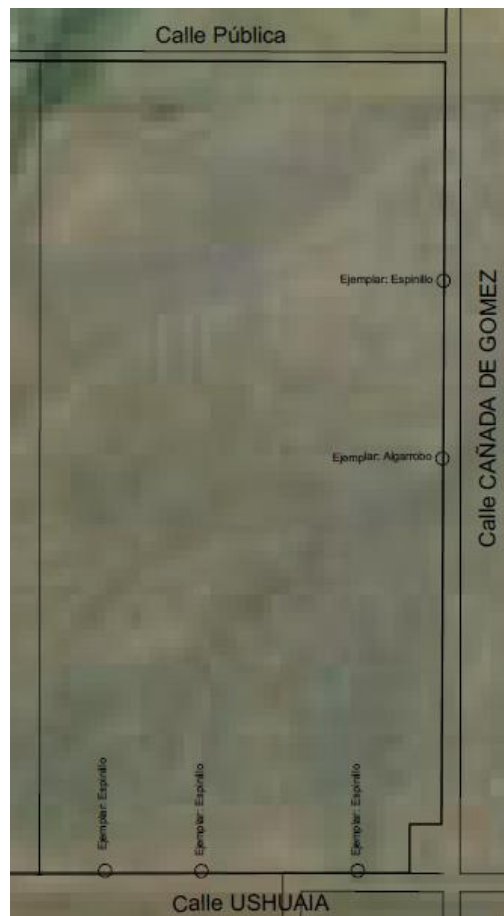 Calle Pública
Ejemplar: Espinillo
Calle CAÑADA DE GOMEZ
Ejemplar: Algarrobo
Ejemplar: Espinillo
Ejemplar: Espinillo
Ejemplar: Espinillo
Calle USHUAIA